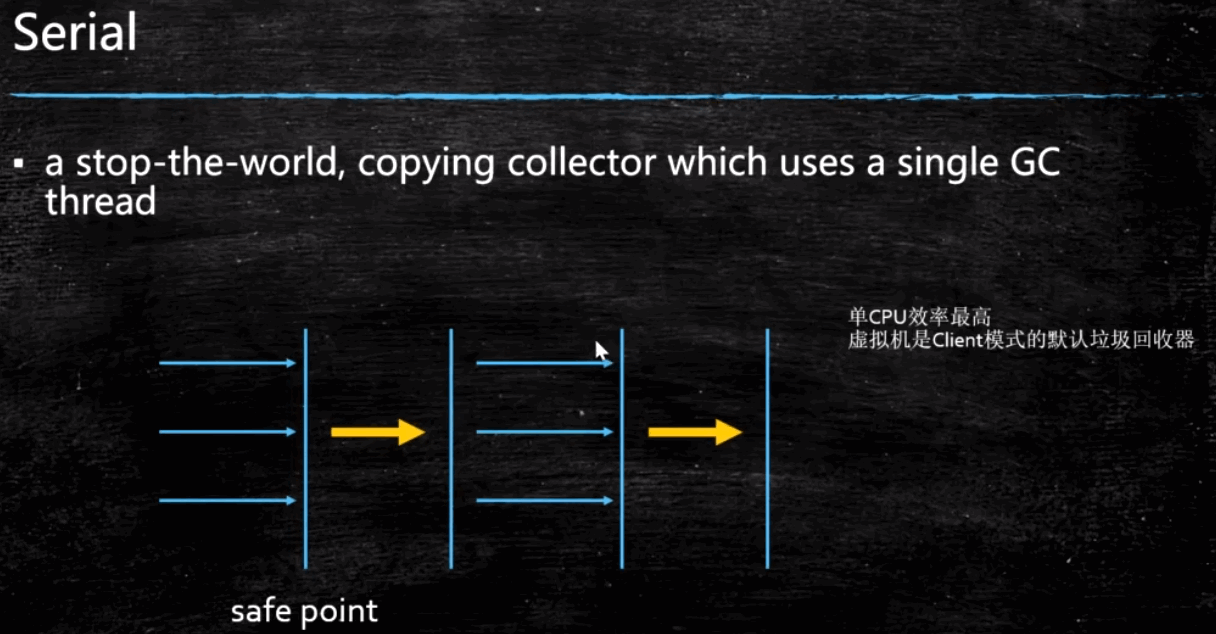 Serial
▪ a stop-the-world, copying collector which uses a single GC
thread
单CPU效率最高
虚拟机是Client模式的默认垃圾回收器
safe point